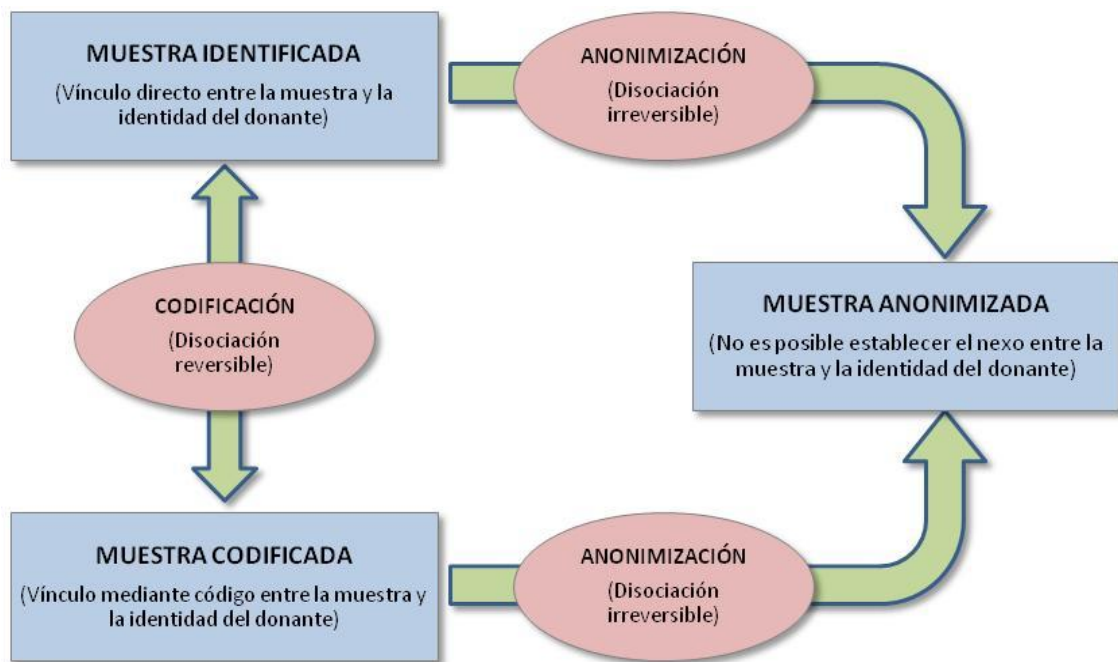 MUESTRA IDENTIFICADA
(Vínculo directo entre la muestra y la
identidad del donante)
ANONIMIZACIÓN
(Disociación
irreversible)
CODIFICACIÓN
(Disociación
reversible)
MUESTRA ANONIMIZADA
(No es posible establecer el nexo entre la
muestra y la identidad del donante)
MUESTRA CODIFICADA
(Vínculo mediante código entre la muestra y
la identidad del donante)
ANONIMIZACIÓN
(Disociación
irreversible)